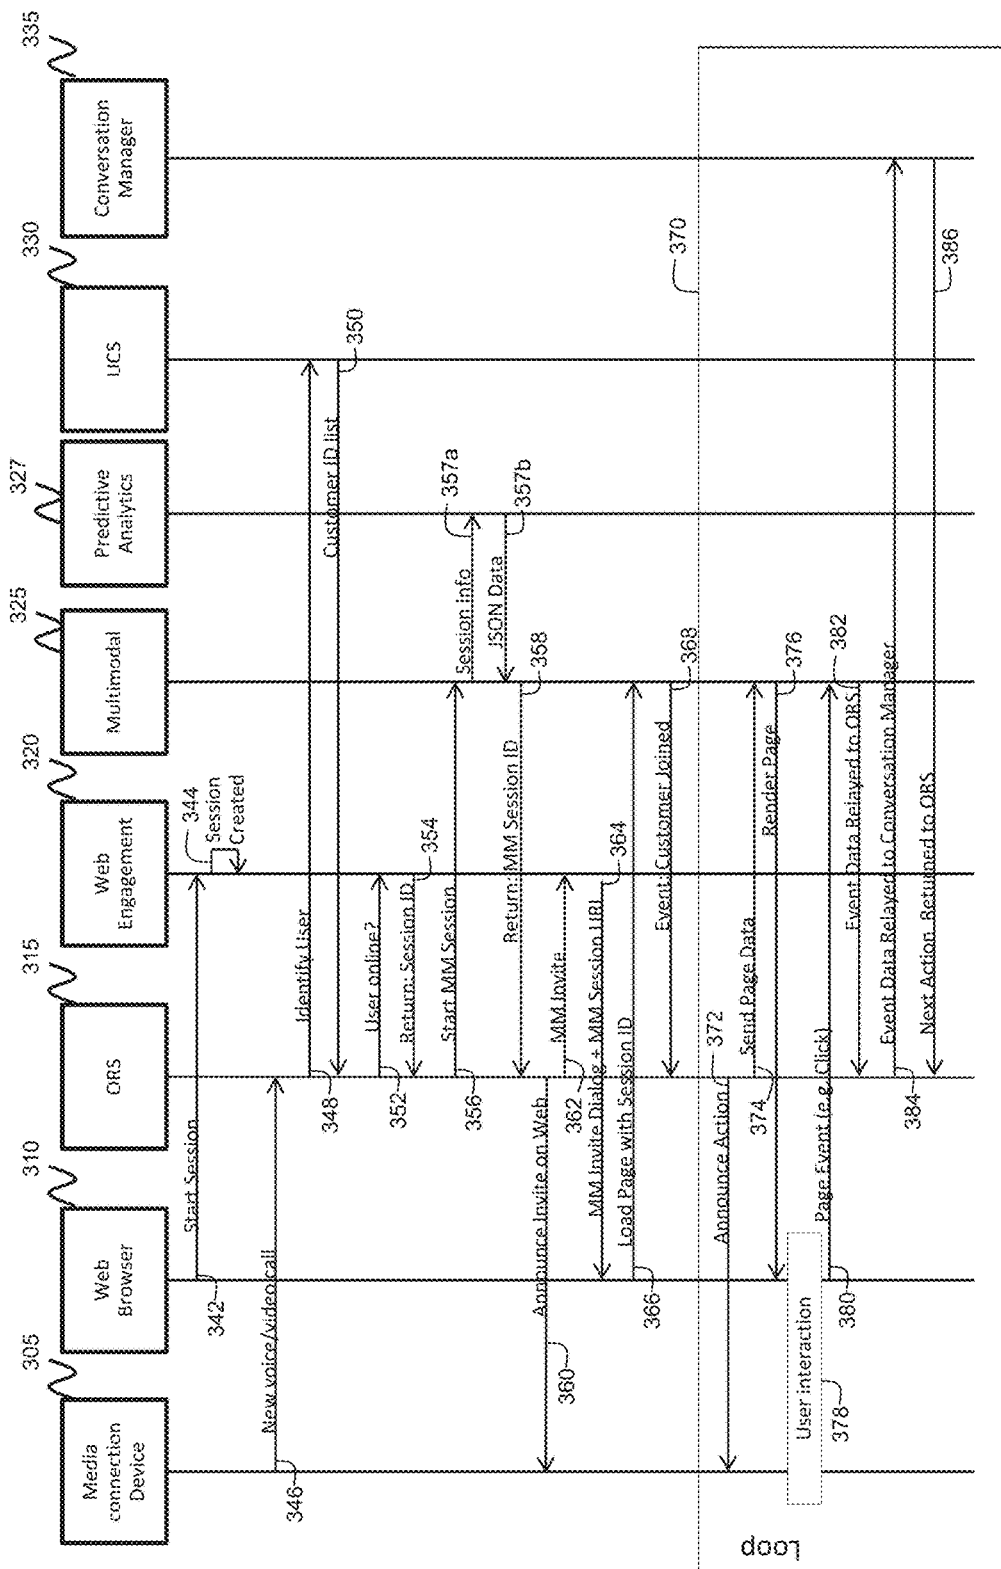 305
Media
connection
Device
310
Web
Browser
315
ORS
320
Web
Engagement
325
Multimodal
327
Predictive
Analytics
330
UCS
335
Conversation
Manager
342
Start Session
344
Session
Created
346
New voice/video call
348
Identify User
Customer ID list
350
352
User online?
Return: Session ID
354
356
Start MM Session
Session Info
357a
JSON Data
357b
Return: MM Session ID
358
Announce Invite on Web
360
362
MM Invite
MM Invite Dialog + MM Session URL
364
366
Load Page with Session ID
Event: Customer Joined
368
Loop
370
Announce Action
372
374
Send Page Data
Render Page
376
User interaction
378
380
Page Event (e.g. Click)
Event Data Relayed to ORS
382
384
Event Data Relayed to Conversation Manager
Next Action Returned to ORS
386